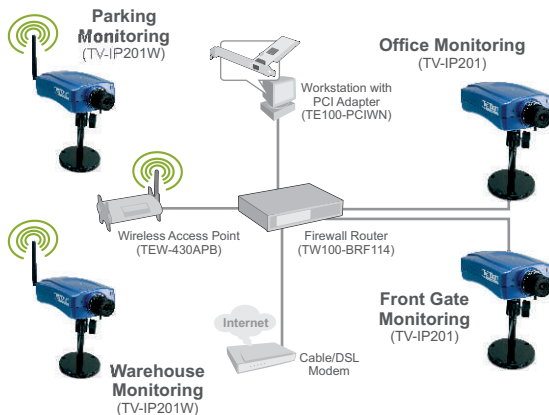 Parking
Monitoring
(TV-IP201W)
Office Monitoring
(TV-IP201)
Workstation with
PCI Adapter
(TE100-PCIWN)
Wireless Access Point
(TEW-430APB)
Firewall Router
(TW100-BRF114)
Front Gate
Monitoring
(TV-IP201)
Internet
Cable/DSL
Modem
Warehouse
Monitoring
(TV-IP201W)